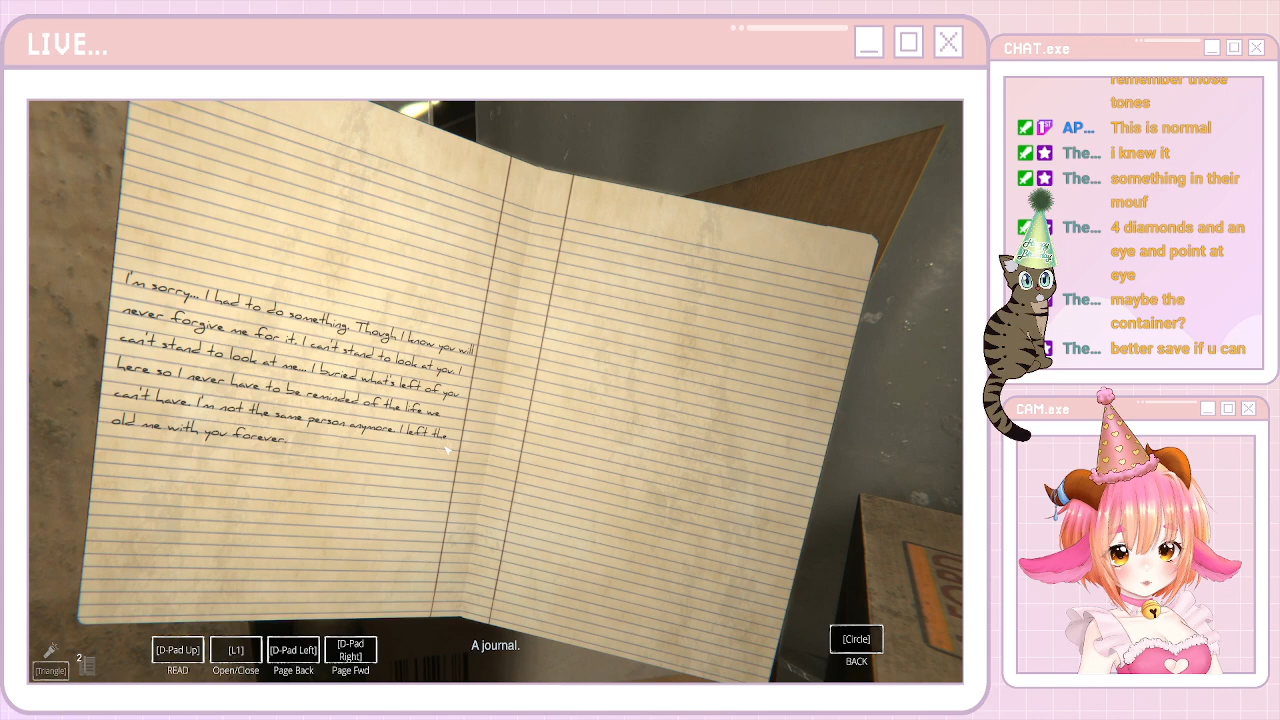 LIVE...
I'm sorry... I had to do something. Though I know you will
never forgive me for it. I can't stand to look at you. I
can't stand to look at me... I buried what's left of you
here so I never have to be reminded of the life we
can't have. I'm not the same person anymore. I left the
old me with you forever.
A journal.
2
[Triangle]
[D-Pad Up]
READ
[L1]
Open/Close
[D-Pad Left]
Page Back
[D-Pad
Right]
Page Fwd
[Circle]
BACK
CHAT.exe
remember those
tones
AP... This is normal
The... i knew it
The... something in their
mouf
The... 4 diamonds and an
eye and point at
eye
The... maybe the
container?
The... better save if u can
Happy
Birthday
CAM.exe